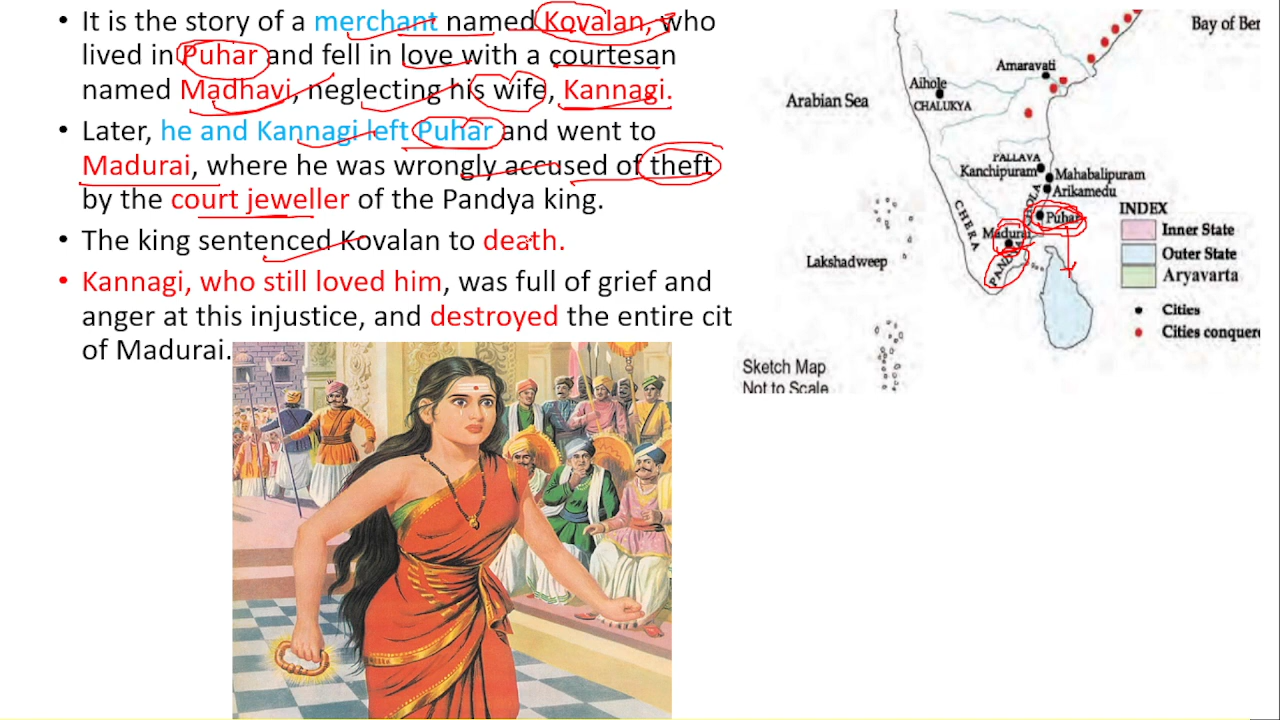 • It is the story of a merchant named Kovalan, who
lived in Puhar and fell in love with a courtesan
named Madhavi, neglecting his wife, Kannagi.
• Later, he and Kannagi left Puhar and went to
Madurai, where he was wrongly accused of theft
by the court jeweller of the Pandya king.
• The king sentenced Kovalan to death.
• Kannagi, who still loved him, was full of grief and
anger at this injustice, and destroyed the entire cit
of Madurai.
Bay of Ben
Amaravati
Aihole
Arabian Sea
CHALUKYA
PALLAVA
Kanchipuram
Mahabalipuram
Arikamedu
CHOLA
Puhar
CHERA
Madurai
INDEX
Inner State
Outer State
Aryavarta
Lakshadweep
Cities
Cities conquere
Sketch Map
Not to Scale